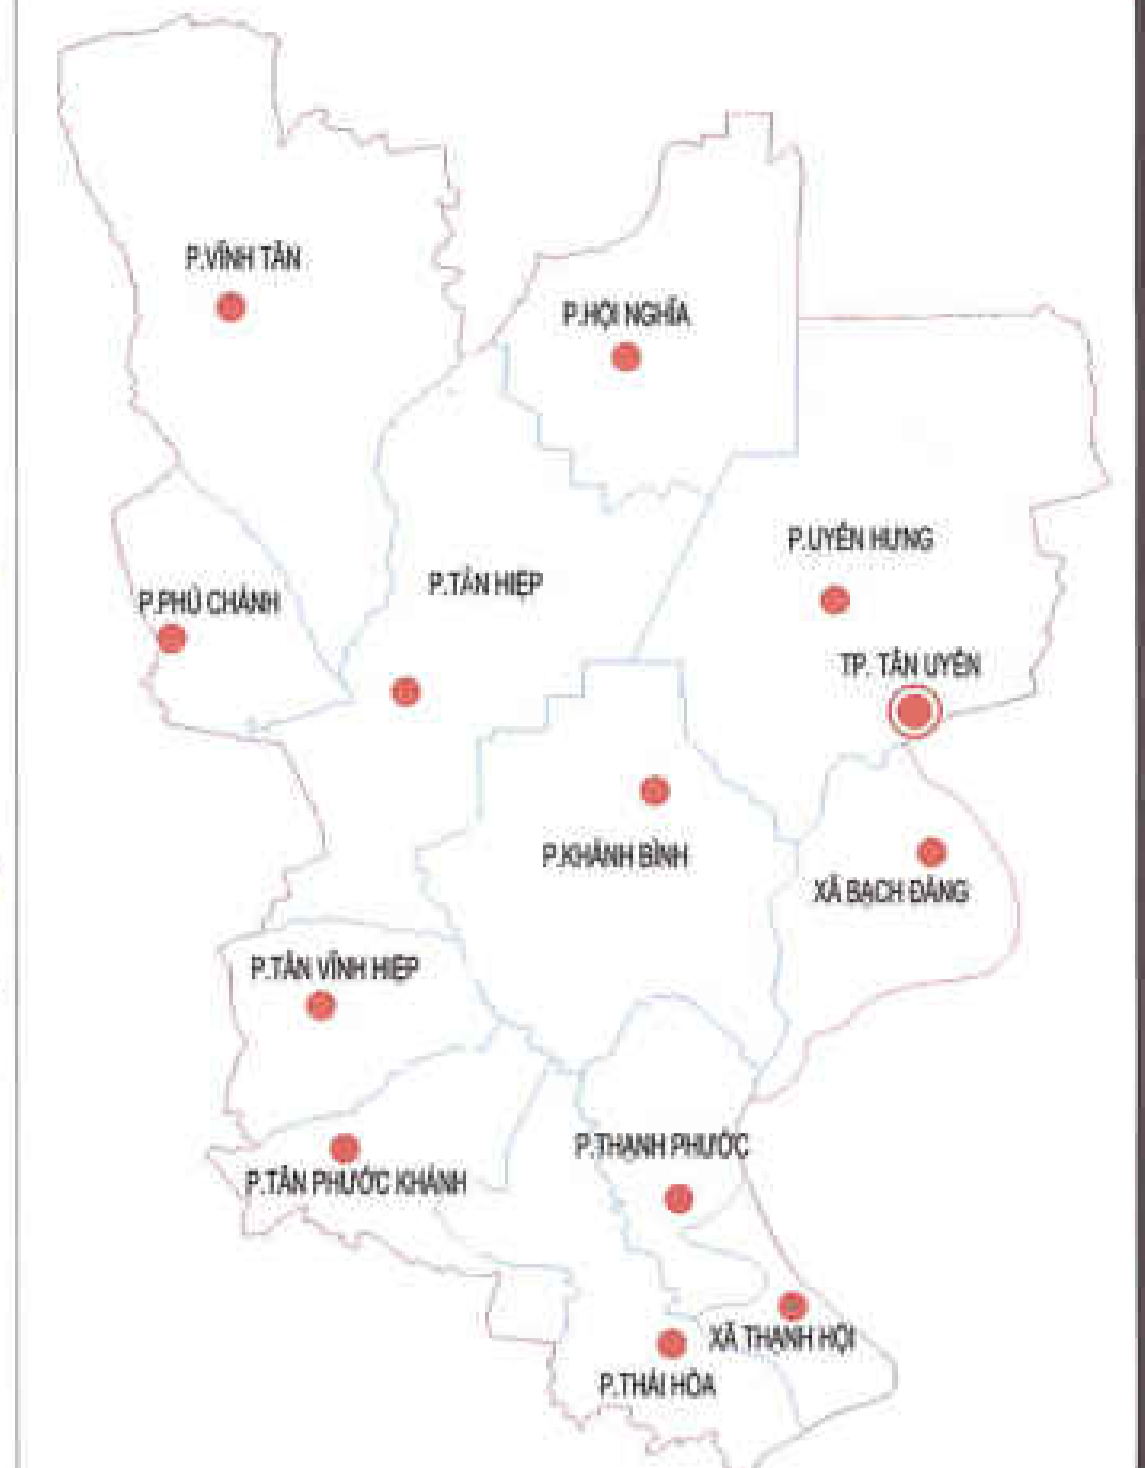 P.VĨNH TÂN
P.HỘI NGHĨA
P.UYÊN HƯNG
P.TÂN HIỆP
P.PHÚ CHÁNH
TP. TÂN UYÊN
P.KHÁNH BÌNH
XÃ BẠCH ĐẰNG
P.TÂN VĨNH HIỆP
P.THẠNH PHƯỚC
P.TÂN PHƯỚC KHÁNH
XÃ THẠNH HỘI
P.THÁI HÒA